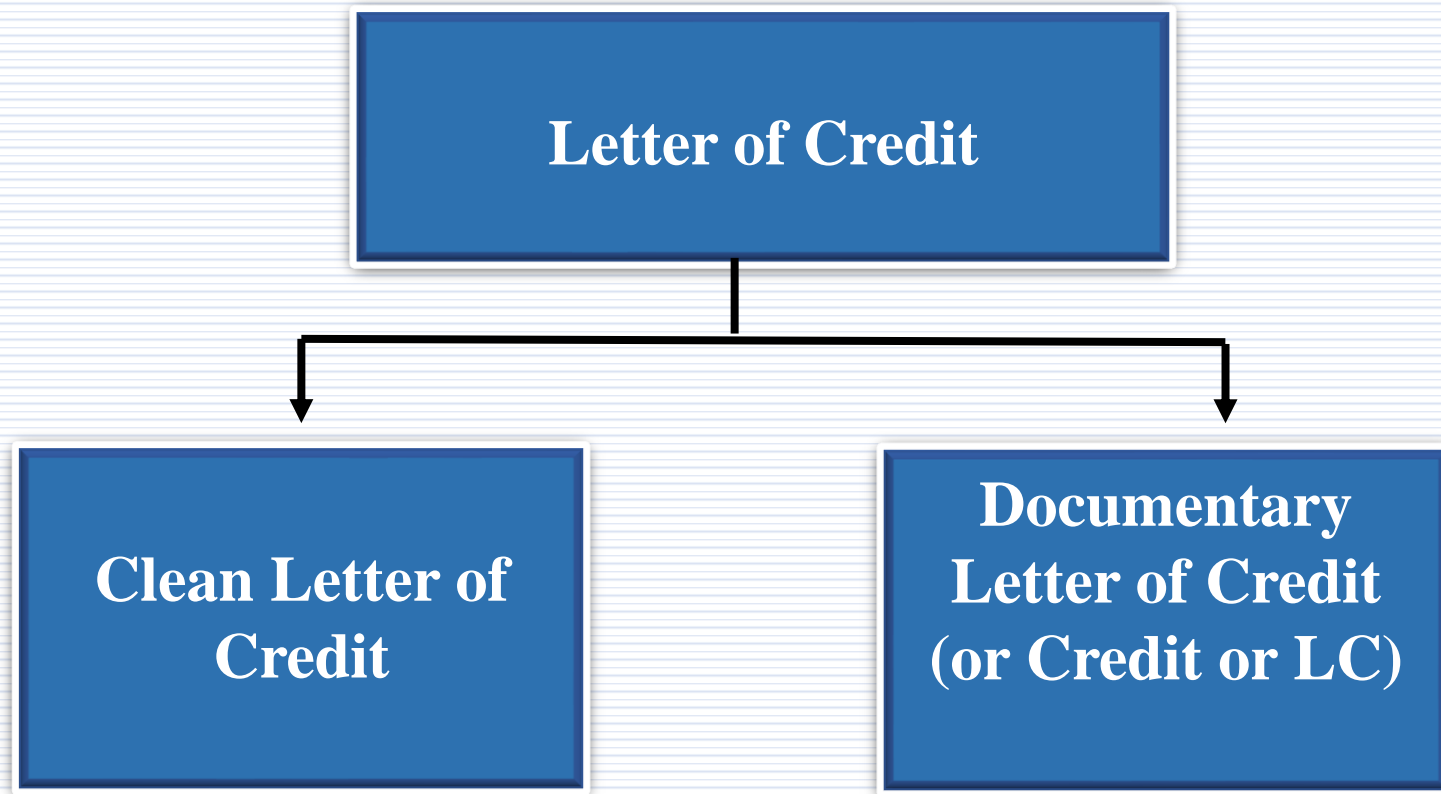 Letter of Credit
Clean Letter of
Credit
Documentary
Letter of Credit
(or Credit or LC)